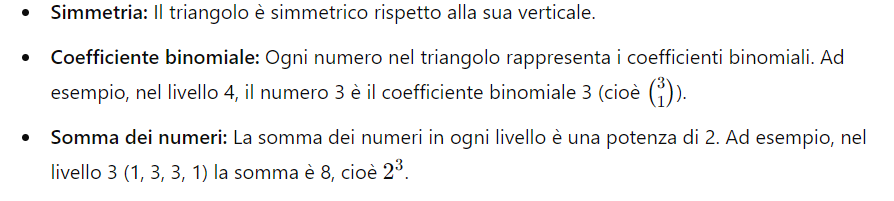 • Simmetria: Il triangolo è simmetrico rispetto alla sua verticale.
• Coefficiente binomiale: Ogni numero nel triangolo rappresenta i coefficienti binomiali. Ad
esempio, nel livello 4, il numero 3 è il coefficiente binomiale 3 (cioè $\binom{3}{1}$).
• Somma dei numeri: La somma dei numeri in ogni livello è una potenza di 2. Ad esempio, nel
livello 3 (1, 3, 3, 1) la somma è 8, cioè $2^3$.